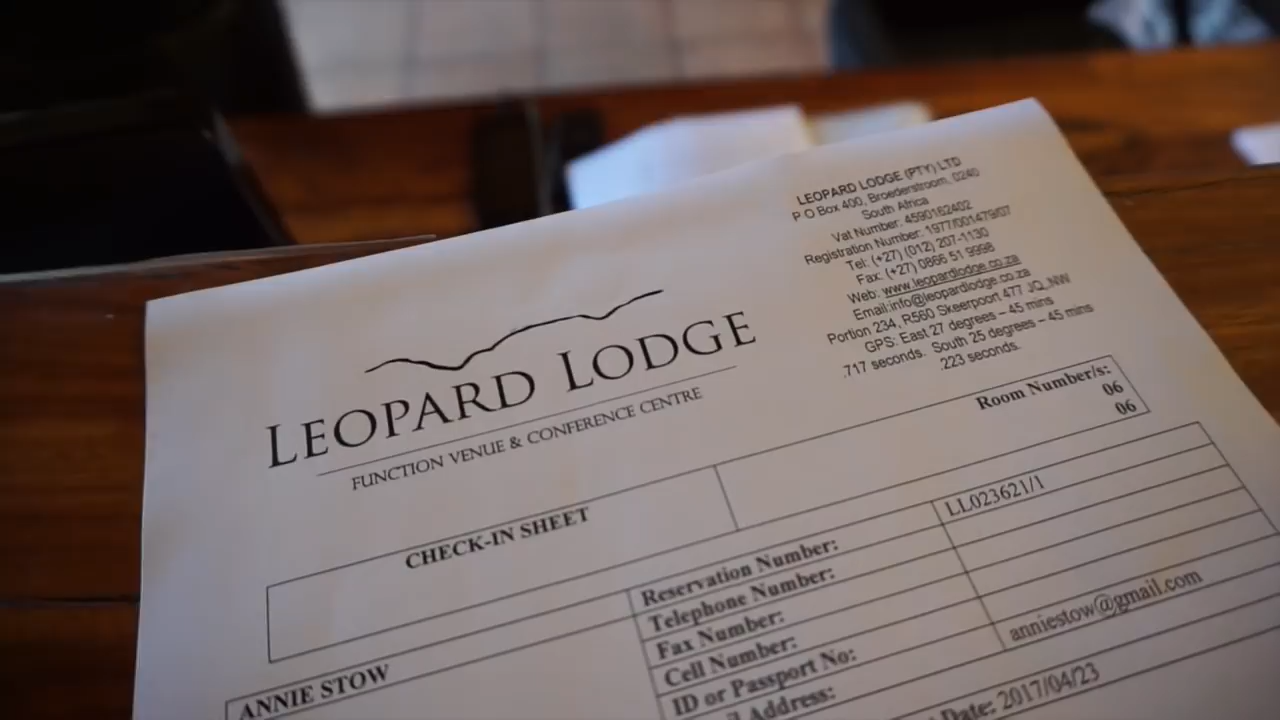 LEOPARD LODGE (PTY) LTD
P O Box 400, Broederstroom, 0240
South Africa
Vat Number: 4590162402
Registration Number: 1977/001479/07
Tel: (+27) (012) 207-1130
Fax: (+27) 0866 51 9998
Web: www.leopardlodge.co.za
Email:info@leopardlodge.co.za
Portion 234, R560 Skeerpoort 477 JQ, NW
GPS: East 27 degrees – 45 mins
.717 seconds. South 25 degrees – 45 mins
.223 seconds.
LEOPARD LODGE
FUNCTION VENUE & CONFERENCE CENTRE
Room Number/s:
06
06
CHECK-IN SHEET
Reservation Number: LL023621/1
Telephone Number:
Fax Number:
Cell Number:
ID or Passport No:
Address: anniestow@gmail.com
ANNIE STOW
Date: 2017/04/23